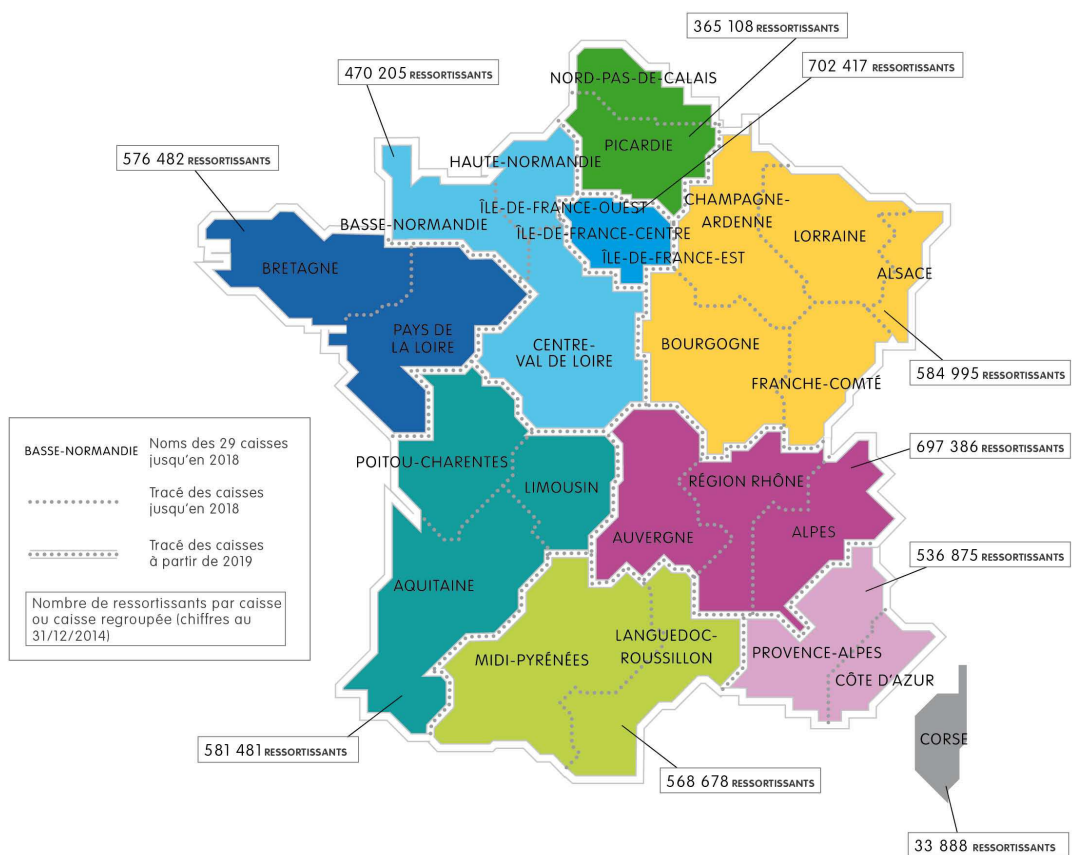 365 108 RESSORTISSANTS
702 417 RESSORTISSANTS
470 205 RESSORTISSANTS
576 482 RESSORTISSANTS
NORD-PAS-DE-CALAIS
PICARDIE
HAUTE-NORMANDIE
BASSE-NORMANDIE
ÎLE-DE-FRANCE-OUEST
ÎLE-DE-FRANCE-CENTRE
ÎLE-DE-FRANCE-EST
CHAMPAGNE-
ARDENNE
LORRAINE
ALSACE
BRETAGNE
PAYS DE
LA LOIRE
CENTRE-
VAL DE LOIRE
BOURGOGNE
FRANCHE-COMTÉ
584 995 RESSORTISSANTS
BASSE-NORMANDIE
Noms des 29 caisses
jusqu'en 2018
Tracé des caisses
jusqu'en 2018
Tracé des caisses
à partir de 2019
Nombre de ressortissants par caisse
ou caisse regroupée (chiffres au
31/12/2014)
POITOU-CHARENTES
LIMOUSIN
AUVERGNE
RÉGION RHÔNE
ALPES
697 386 RESSORTISSANTS
536 875 RESSORTISSANTS
AQUITAINE
MIDI-PYRÉNÉES
LANGUEDOC-
ROUSSILLON
PROVENCE-ALPES
CÔTE D'AZUR
CORSE
581 481 RESSORTISSANTS
568 678 RESSORTISSANTS
33 888 RESSORTISSANTS